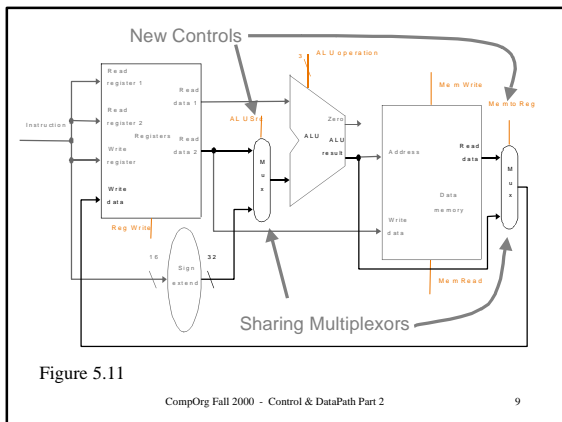 New Controls
3
ALU operation
Mem Write
Mem to Reg
Read
register 1
Read
data 1
Read
register 2
Instruction
Registers
Read
data 2
Write
register
Write
data
ALU Src
M
u
x
Zero
ALU
ALU
result
Address
Read
data
Data
memory
Write
data
M
u
x
Reg Write
16
32
Sign
extend
Mem Read
Sharing Multiplexors
Figure 5.11
CompOrg Fall 2000 - Control & DataPath Part 2
9